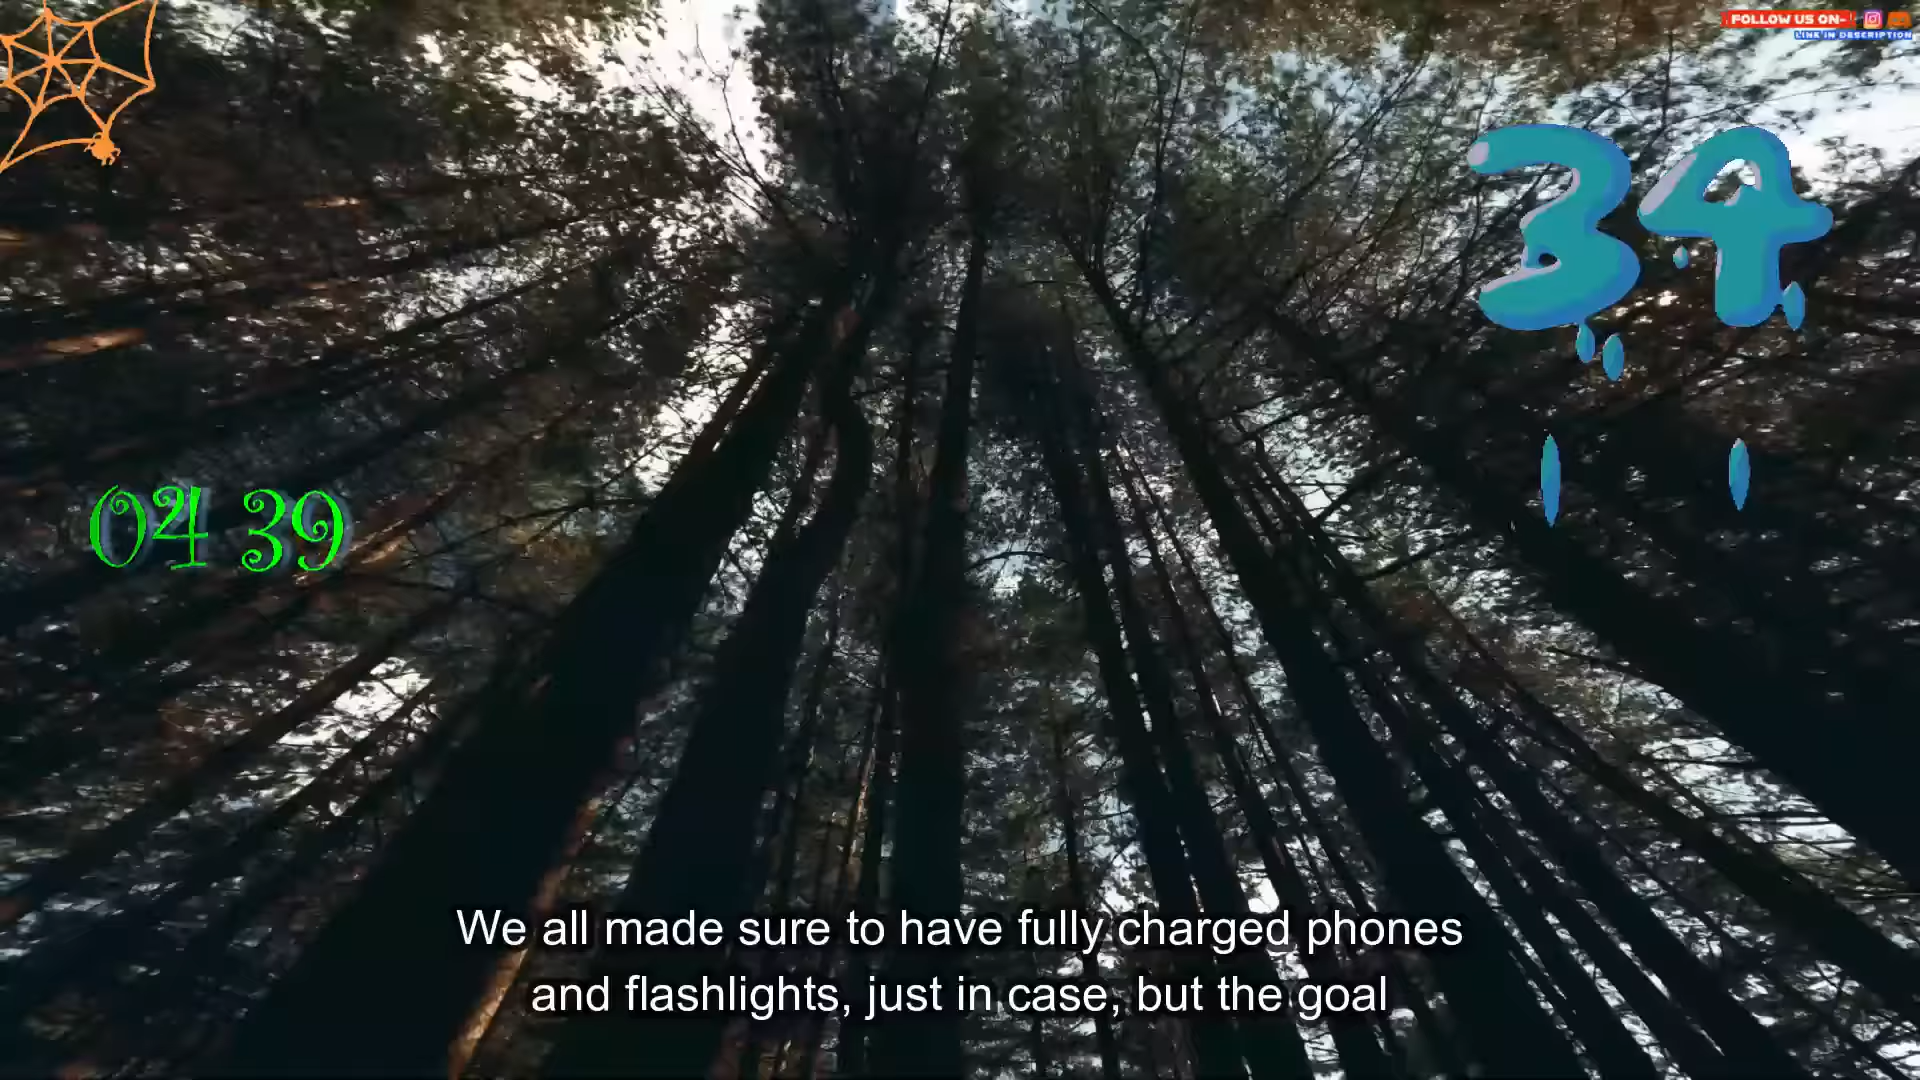 FOLLOW US ON-
LINK IN DESCRIPTION
34
04 39
We all made sure to have fully charged phones
and flashlights, just in case, but the goal